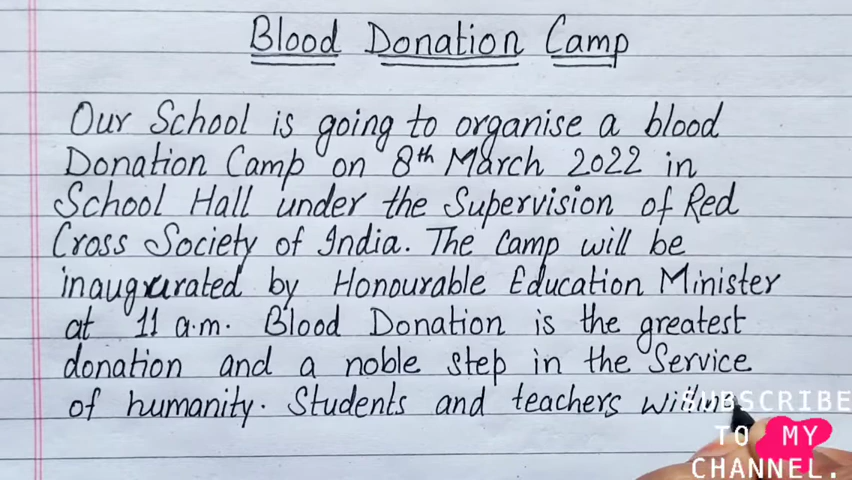 Blood Donation Camp
Our School is going to organise a blood
Donation Camp on 8th March 2022 in
School Hall under the Supervision of Red
Cross Society of India. The Camp will be
inaugurated by Honourable Education Minister
at 11 a.m. Blood Donation is the greatest
donation and a noble step in the Service
of humanity. Students and teachers
SUBSCRIBE
TO MY
CHANNEL.